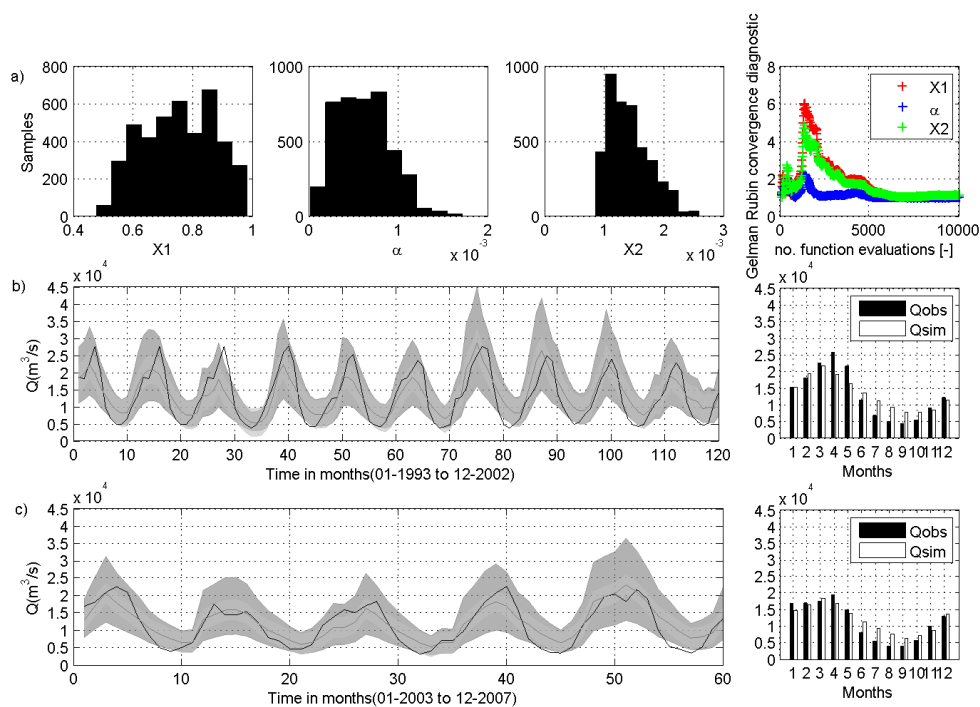 a)
Samples
800
600
400
200
0
0.4 0.6 0.8 1
X1
1000
500
0
0 1 2
α
x 10⁻³
1000
500
0
0 1 2 3
X2
x 10⁻³
Gelman Rubin convergence diagnostic
8
6
4
2
0
0 5000 10000
no. function evaluations [-]
X1
α
X2
b)
x 10⁴
Q(m³/s)
4.5
4
3.5
3
2.5
2
1.5
1
0.5
0
0 10 20 30 40 50 60 70 80 90 100 110 120
Time in months(01-1993 to 12-2002)
x 10⁴
4.5
4
3.5
3
2.5
2
1.5
1
0.5
0
1 2 3 4 5 6 7 8 9 10 11 12
Months
Qobs
Qsim
c)
x 10⁴
Q(m³/s)
4.5
4
3.5
3
2.5
2
1.5
1
0.5
0
0 10 20 30 40 50 60
Time in months(01-2003 to 12-2007)
x 10⁴
4.5
4
3.5
3
2.5
2
1.5
1
0.5
0
1 2 3 4 5 6 7 8 9 10 11 12
Months
Qobs
Qsim